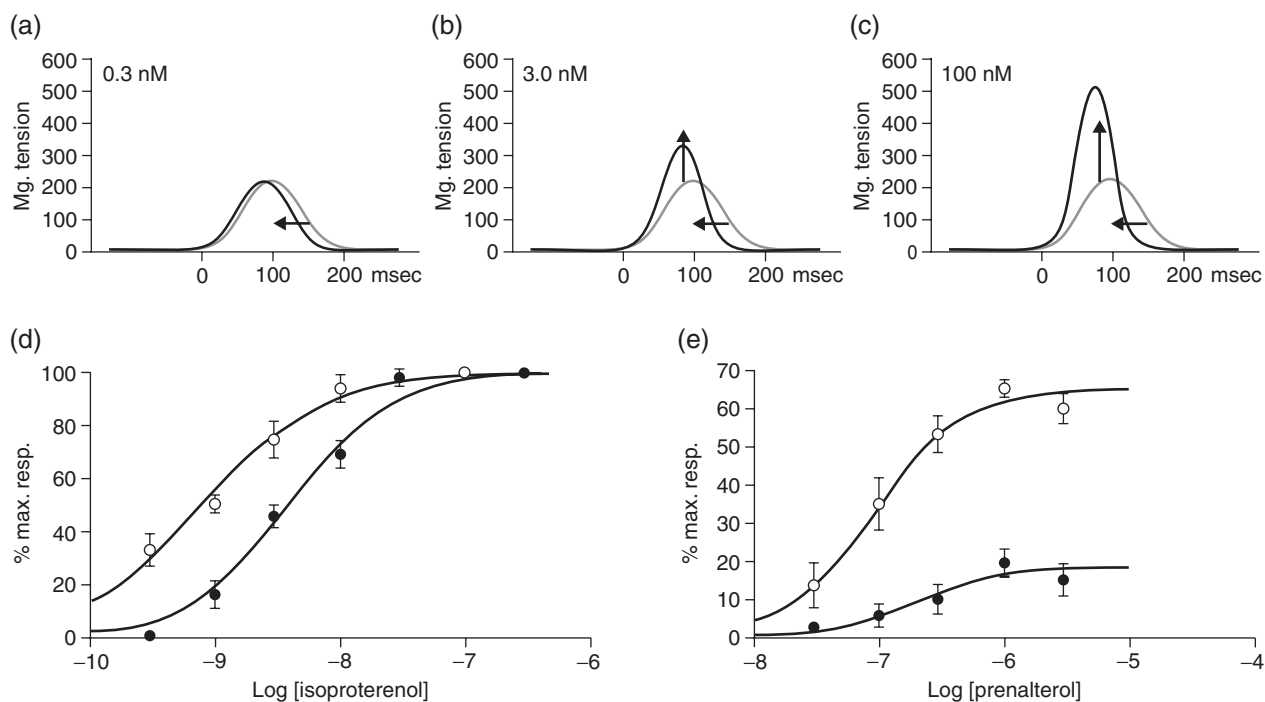 (a)
(b)
(c)
600
500
400
300
200
100
0
Mg. tension
0.3 nM
0 100 200 msec
600
500
400
300
200
100
0
Mg. tension
3.0 nM
0 100 200 msec
600
500
400
300
200
100
0
Mg. tension
100 nM
0 100 200 msec
(d)
(e)
100
80
60
40
20
0
% max. resp.
–10 –9 –8 –7 –6
Log [isoproterenol]
70
60
50
40
30
20
10
0
% max. resp.
–8 –7 –6 –5 –4
Log [prenalterol]